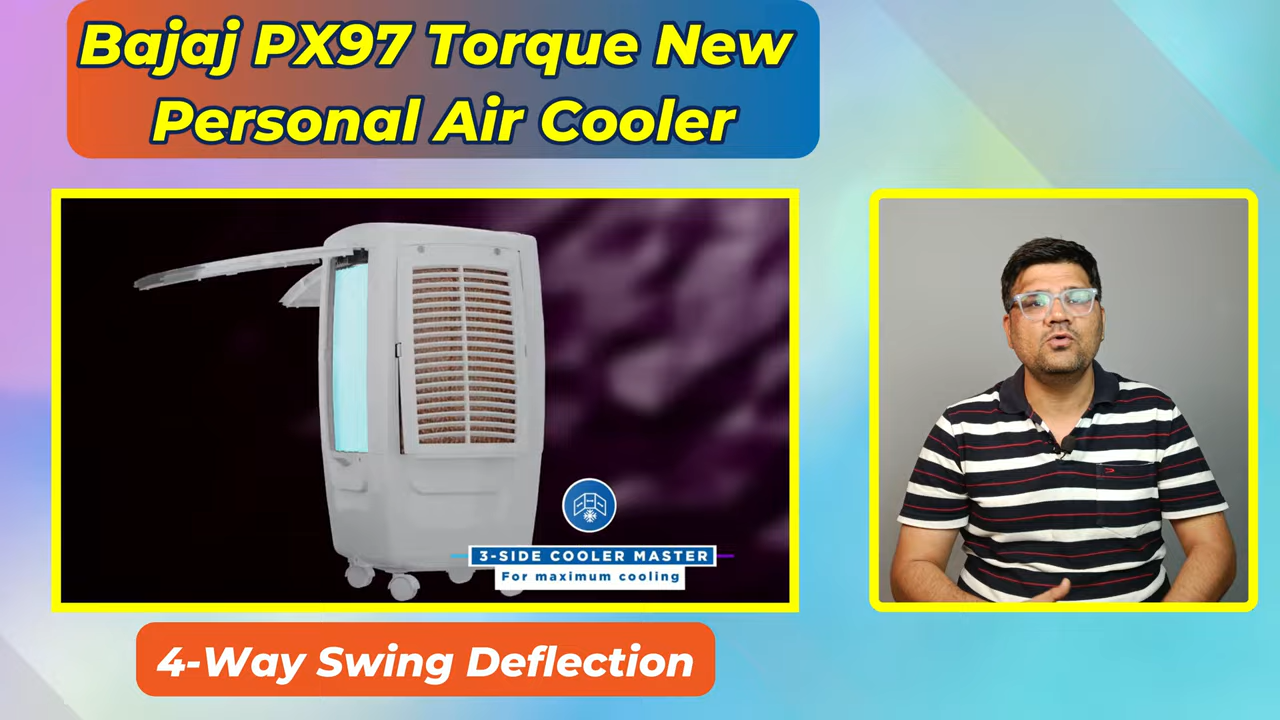 Bajaj PX97 Torque New
Personal Air Cooler
3-SIDE COOLER MASTER
For maximum cooling
4-Way Swing Deflection